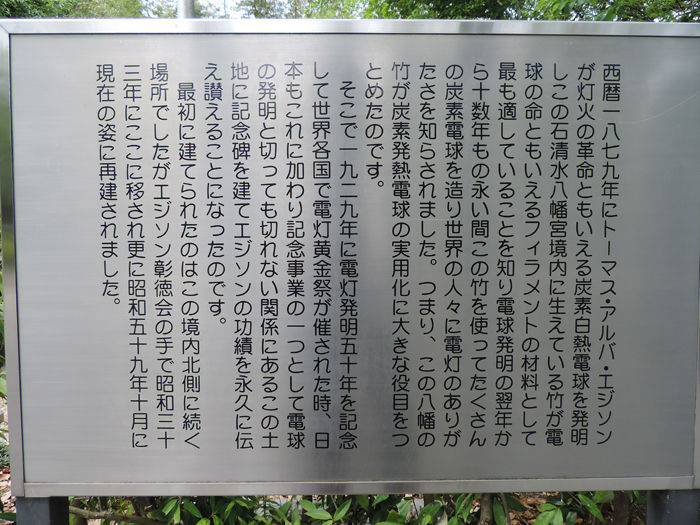 西暦一八七九年にトーマス・アルバ・エジソン
が灯火の革命ともいえる炭素白熱電球を発明
しこの石清水八幡宮境内に生えている竹が電
球の命ともいえるフィラメントの材料として
最も適していることを知り電球発明の翌年か
ら十数年もの永い間この竹を使ってたくさん
の炭素電球を造り世界の人々に電灯のありが
たさを知らされました。つまり、この八幡の
竹が炭素発熱電球の実用化に大きな役目をつ
とめたのです。
そこで一九二九年に電灯発明五十年を記念
して世界各国で電灯黄金祭が催された時、日
本もこれに加わり記念事業の一つとして電球
の発明と切っても切れない関係にあるこの土
地に記念碑を建てエジソンの功績を永久に伝
え讃えることになったのです。
最初に建てられたのはこの境内北側に続く
場所でしたがエジソン彰徳会の手で昭和三十
三年にここに移され更に昭和五十九年十月に
現在の姿に再建されました。